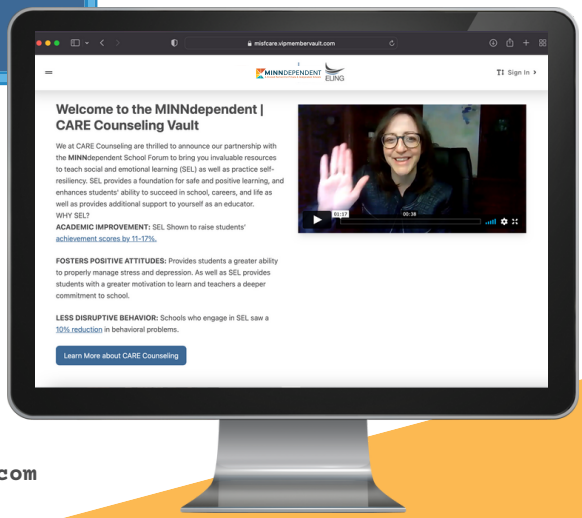 misfcare.vipmembervault.com
MINNDEPENDENT
ELING
Sign In >
Welcome to the MINNdependent |
CARE Counseling Vault
We at CARE Counseling are thrilled to announce our partnership with
the MINNdependent School Forum to bring you invaluable resources
to teach social and emotional learning (SEL) as well as practice self-
resiliency. SEL provides a foundation for safe and positive learning, and
enhances students' ability to succeed in school, careers, and life as
well as provides additional support to yourself as an educator.
WHY SEL?
ACADEMIC IMPROVEMENT: SEL Shown to raise students'
achievement scores by 11-17%.
FOSTERS POSITIVE ATTITUDES: Provides students a greater ability
to properly manage stress and depression. As well as SEL provides
students with a greater motivation to learn and teachers a deeper
commitment to school.
LESS DISRUPTIVE BEHAVIOR: Schools who engage in SEL saw a
10% reduction in behavioral problems.
Learn More about CARE Counseling
01:17
00:38
com